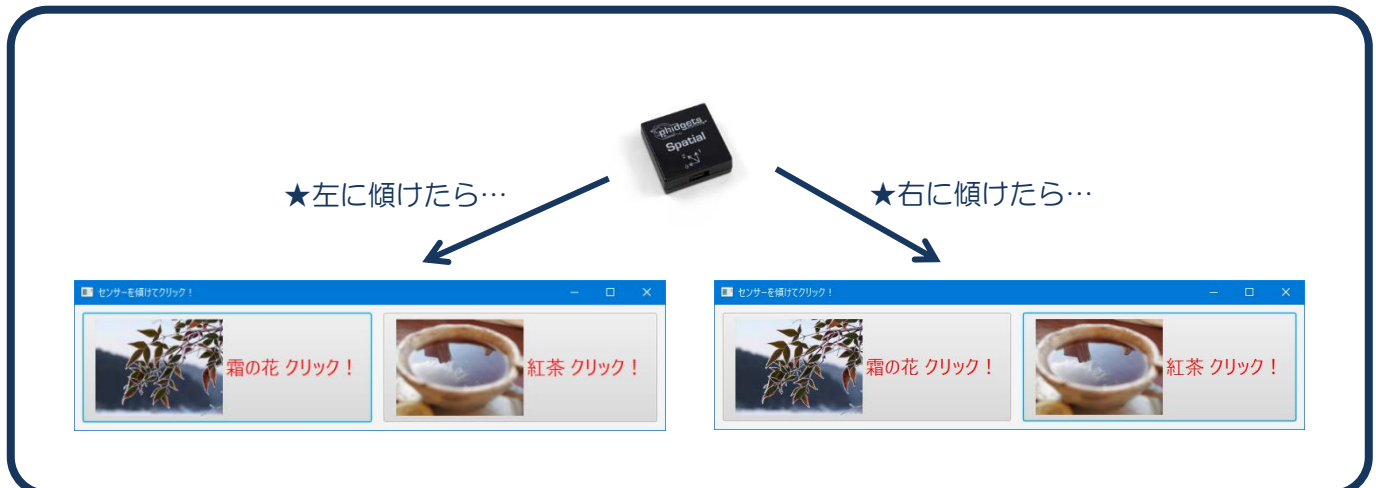 phidgets
Spatial
★左に傾けたら…
★右に傾けたら…
センサーを傾けてクリック！
霜の花 クリック！
紅茶 クリック！
センサーを傾けてクリック！
霜の花 クリック！
紅茶 クリック！